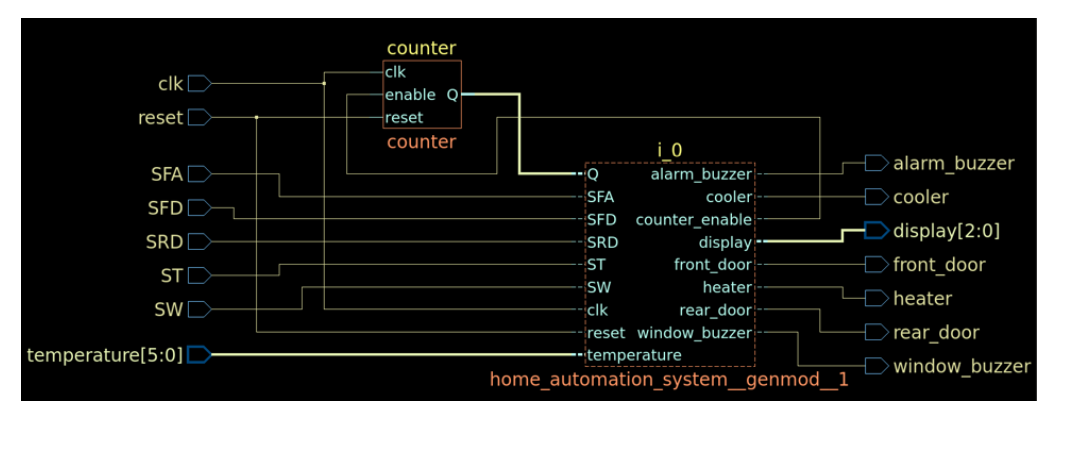 counter
clk
enable Q
reset
counter
clk
reset
SFA
SFD
SRD
ST
SW
temperature[5:0]
i_0
Q alarm_buzzer
SFA cooler
SFD counter_enable
SRD display
ST front_door
SW heater
clk rear_door
reset window_buzzer
temperature
home_automation_system__genmod__1
alarm_buzzer
cooler
display[2:0]
front_door
heater
rear_door
window_buzzer